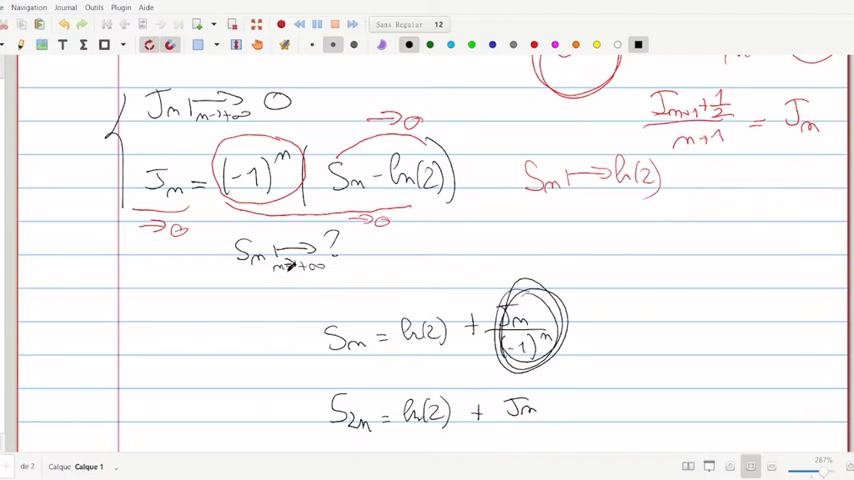 Navigation Journal Outils Plugin Aide
Sans Regular 12
J_n ⟼ 0
n→+∞
→0
I_{n+1} + 1/2
n+1
= J_n
J_n = (-1)^n ( S_n - ln(2) )
S_n ⟼ ln(2)
→0
→0
S_n ⟼ ?
n→+∞
S_n = ln(2) + J_n/(-1)^n
S_{2n} = ln(2) + J_n
de 2 Calque Calque 1
287%